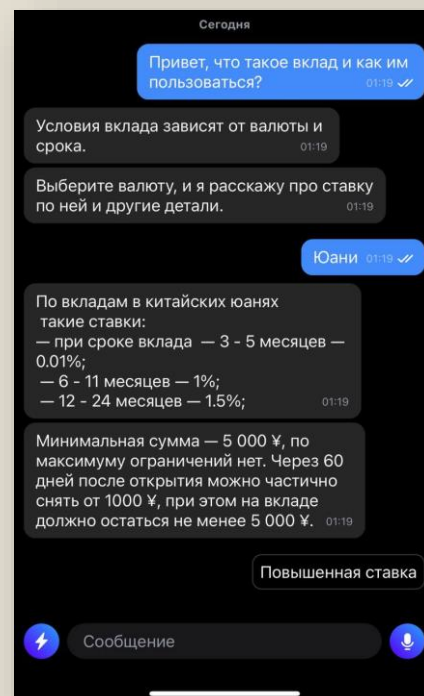 Сегодня
Привет, что такое вклад и как им
пользоваться?
01:19
Условия вклада зависят от валюты и
срока.
01:19
Выберите валюту, и я расскажу про ставку
по ней и другие детали.
01:19
Юани 01:19
По вкладам в китайских юанях
такие ставки:
— при сроке вклада — 3 - 5 месяцев —
0.01%;
— 6 - 11 месяцев — 1%;
— 12 - 24 месяцев — 1.5%;
01:19
Минимальная сумма — 5 000 ¥, по
максимуму ограничений нет. Через 60
дней после открытия можно частично
снять от 1000 ¥, при этом на вкладе
должно остаться не менее 5 000 ¥. 01:19
Повышенная ставка
Сообщение